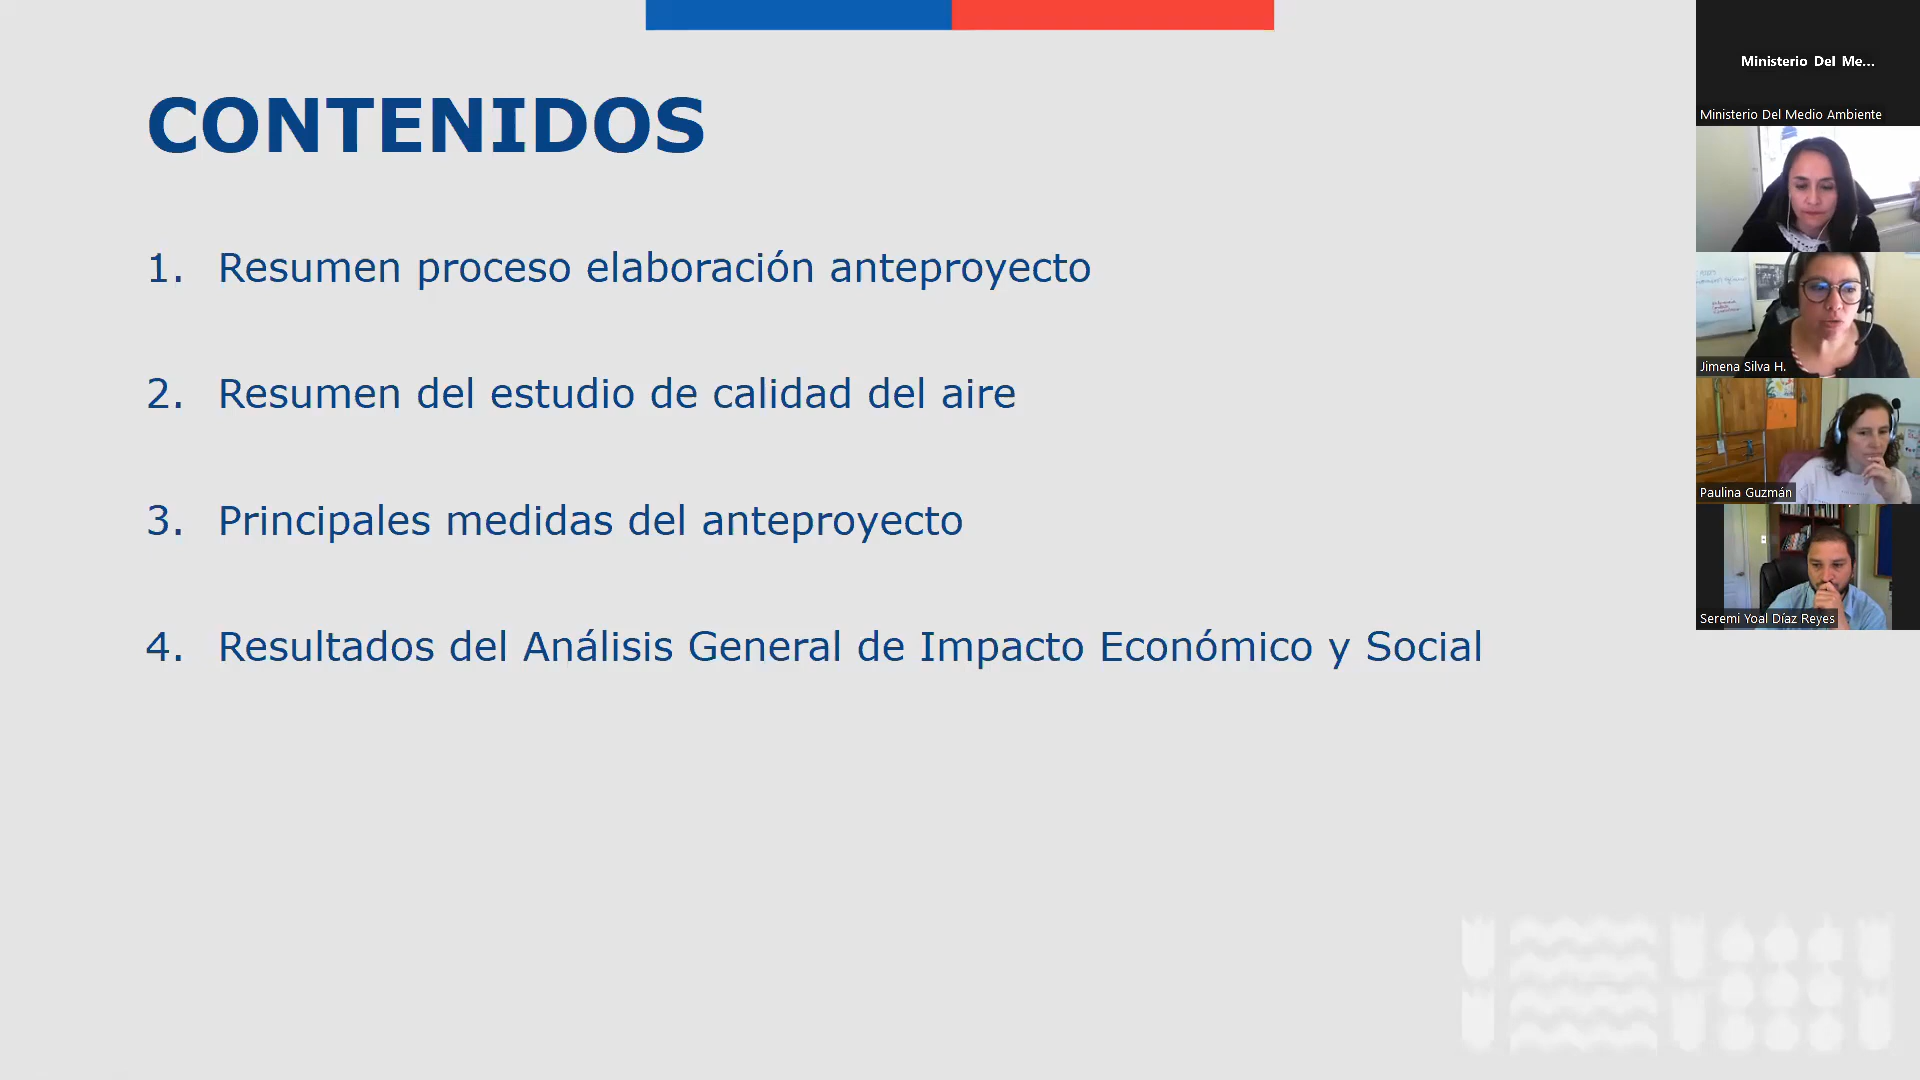 CONTENIDOS
1. Resumen proceso elaboración anteproyecto
2. Resumen del estudio de calidad del aire
3. Principales medidas del anteproyecto
4. Resultados del Análisis General de Impacto Económico y Social
Ministerio Del Me...
Ministerio Del Medio Ambiente
Jimena Silva H.
Paulina Guzmán
Seremi Yoal Díaz Reyes